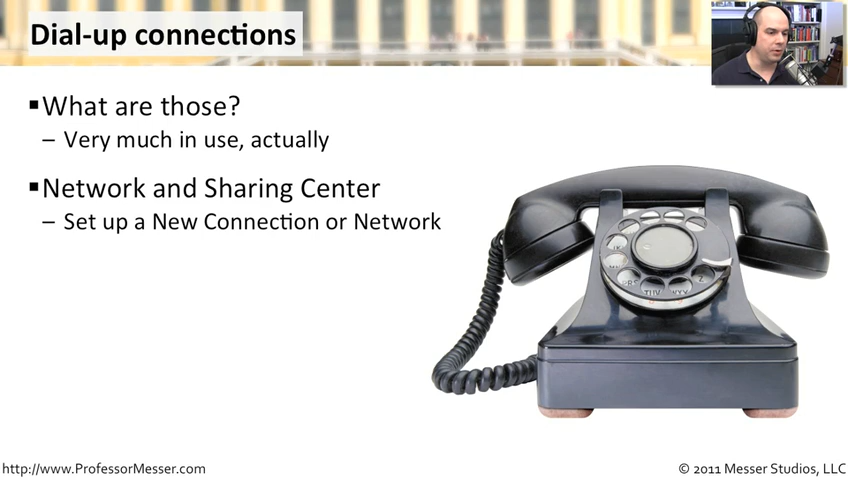 Dial-up connections
▪What are those?
– Very much in use, actually
▪Network and Sharing Center
– Set up a New Connection or Network
http://www.ProfessorMesser.com
© 2011 Messer Studios, LLC